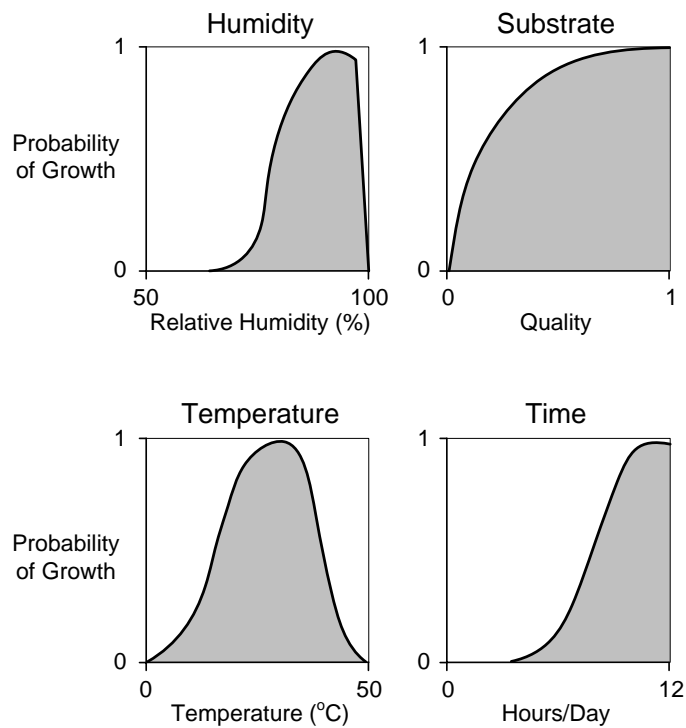 Humidity
Substrate
1
1
Probability
of Growth
0
0
50
100
0
1
Relative Humidity (%)
Quality
Temperature
Time
1
1
Probability
of Growth
0
0
0
50
0
12
Temperature (°C)
Hours/Day